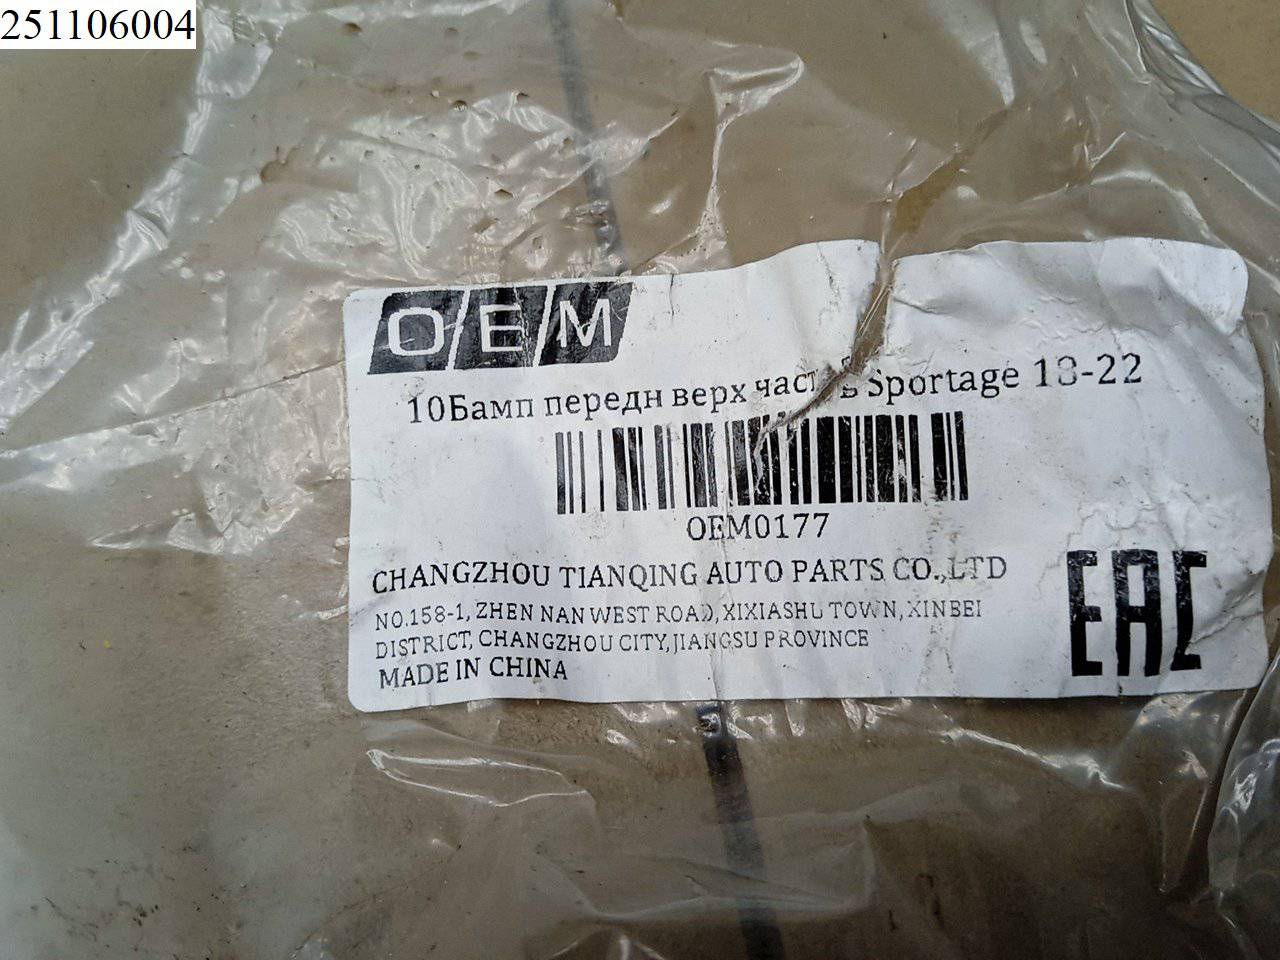 251106004
OEM
10Бамп передн верх часть Sportage 18-22
OEM0177
CHANGZHOU TIANQING AUTO PARTS CO.,LTD
NO.158-1, ZHEN NAN WEST ROAD, XIXIASHU TOWN, XINBEI
DISTRICT, CHANGZHOU CITY, JIANGSU PROVINCE
MADE IN CHINA
EAC